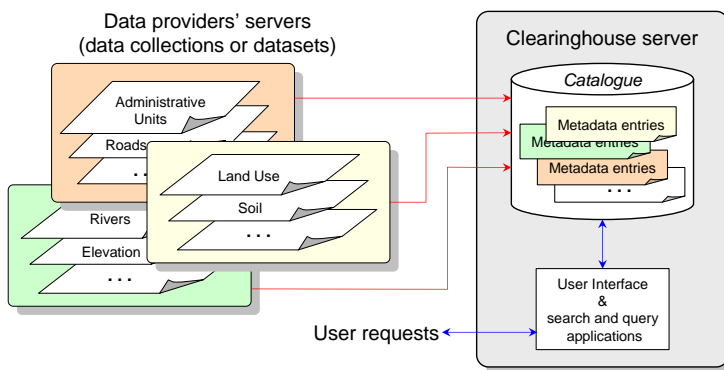 Data providers' servers
(data collections or datasets)
Administrative
Units
Roads
. . .
Land Use
Soil
. . .
Rivers
Elevation
. . .
Clearinghouse server
Catalogue
Metadata entries
Metadata entries
Metadata entries
. . .
User Interface
&
search and query
applications
User requests